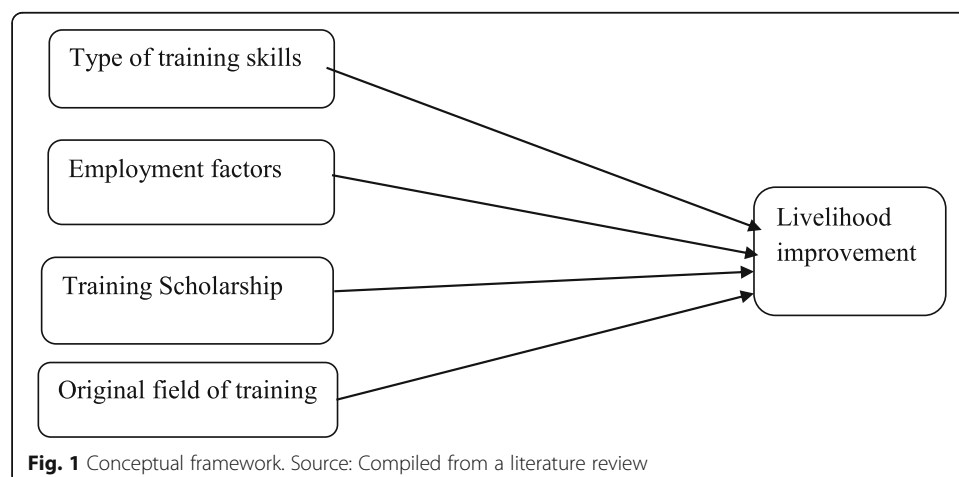 Type of training skills
Employment factors
Training Scholarship
Original field of training
Livelihood
improvement
Fig. 1 Conceptual framework. Source: Compiled from a literature review